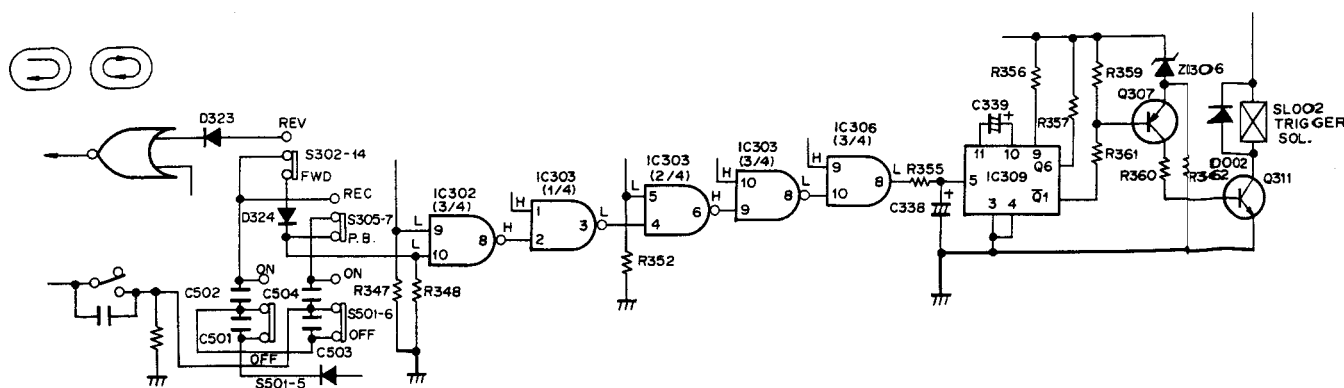 D323
REV
S302-14
FWD
REC
D324
S305-7
P.B.
ON
ON
C502
C504
S501-6
C501
OFF
OFF
C503
S501-5
R347
R348
IC302
(3/4)
L
9
L
10
8
H
IC303
(1/4)
H
1
2
3
L
IC303
(2/4)
L
5
4
6
H
R352
IC303
(3/4)
H
10
9
8
L
IC306
(3/4)
H
9
10
8
L
R355
C338
+
C339
+
R356
R357
11
10
9
Q6
5
IC309
3
4
Q1
R359
R361
Q307
R360
ZD306
SL002
TRIGGER
SOL.
D002
Q311